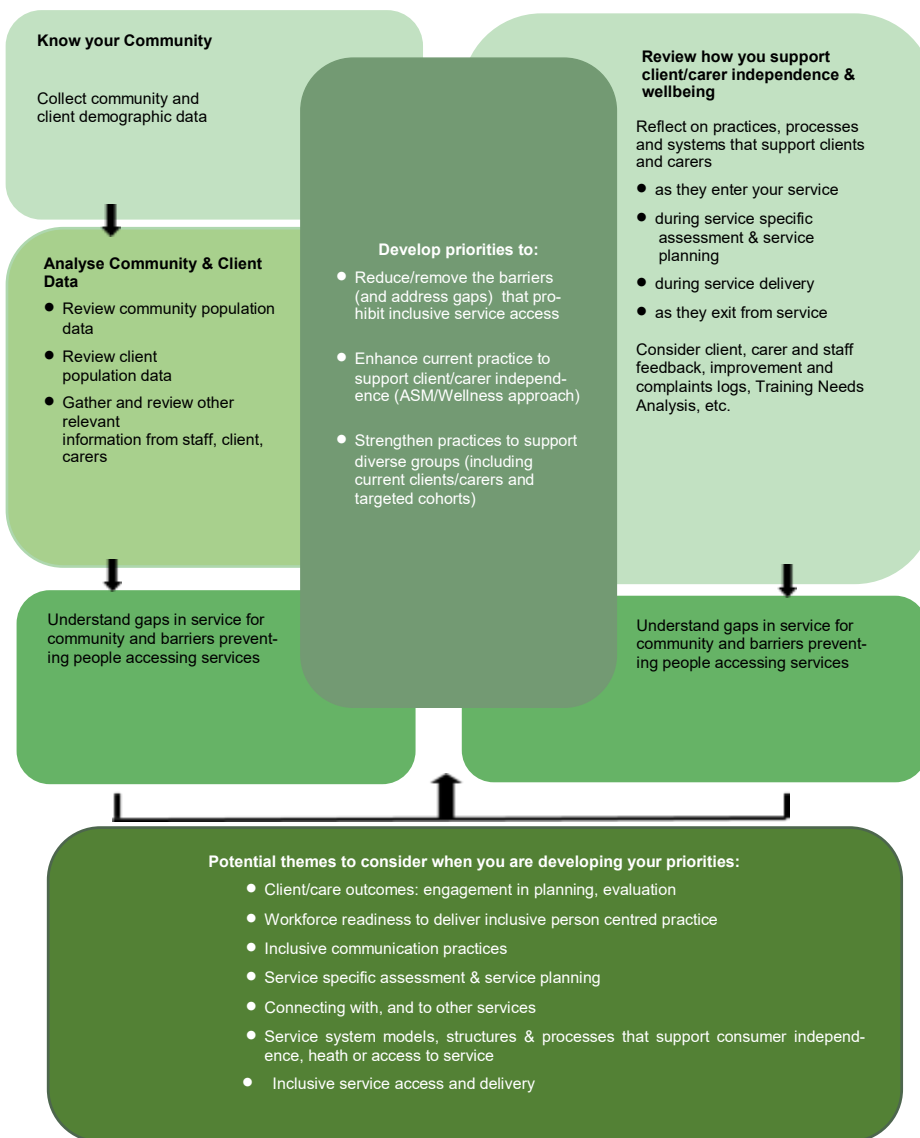 Know your Community
Collect community and
client demographic data
Analyse Community & Client
Data
● Review community population
data
● Review client
population data
● Gather and review other
relevant
information from staff, client,
carers
Understand gaps in service for
community and barriers prevent-
ing people accessing services
Develop priorities to:
● Reduce/remove the barriers
(and address gaps) that pro-
hibit inclusive service access
● Enhance current practice to
support client/carer independ-
ence (ASM/Wellness approach)
● Strengthen practices to support
diverse groups (including
current clients/carers and
targeted cohorts)
Review how you support
client/carer independence &
wellbeing
Reflect on practices, processes
and systems that support clients
and carers
● as they enter your service
● during service specific
assessment & service
planning
● during service delivery
● as they exit from service
Consider client, carer and staff
feedback, improvement and
complaints logs, Training Needs
Analysis, etc.
Understand gaps in service for
community and barriers prevent-
ing people accessing services
Potential themes to consider when you are developing your priorities:
● Client/care outcomes: engagement in planning, evaluation
● Workforce readiness to deliver inclusive person centred practice
● Inclusive communication practices
● Service specific assessment & service planning
● Connecting with, and to other services
● Service system models, structures & processes that support consumer independ-
ence, heath or access to service
● Inclusive service access and delivery